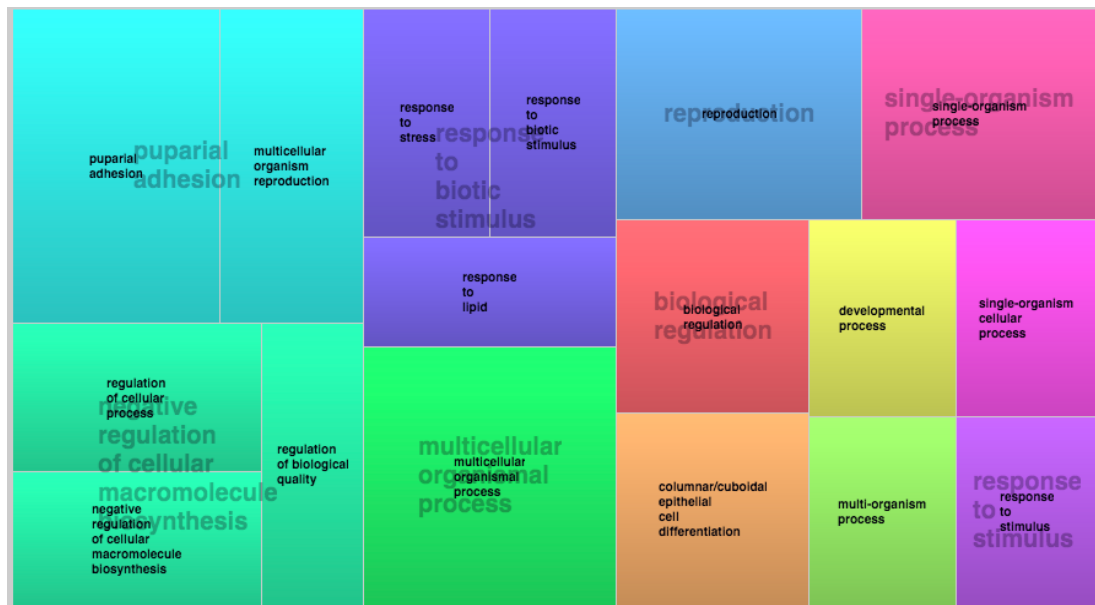 puparial
adhesion
puparial
adhesion
multicellular
organism
reproduction
response
to
stress
response
to
biotic
stimulus
response
to
biotic
stimulus
response
to
lipid
reproduction
reproduction
single-organism
process
single-organism
process
negative
regulation
of cellular
macromolecule
biosynthesis
regulation
of cellular
process
negative
regulation
of cellular
macromolecule
biosynthesis
regulation
of biological
quality
multicellular
organismal
process
multicellular
organismal
process
biological
regulation
biological
regulation
developmental
process
single-organism
cellular
process
columnar/cuboidal
epithelial
cell
differentiation
multi-organism
process
response
to
stimulus
response
to
stimulus